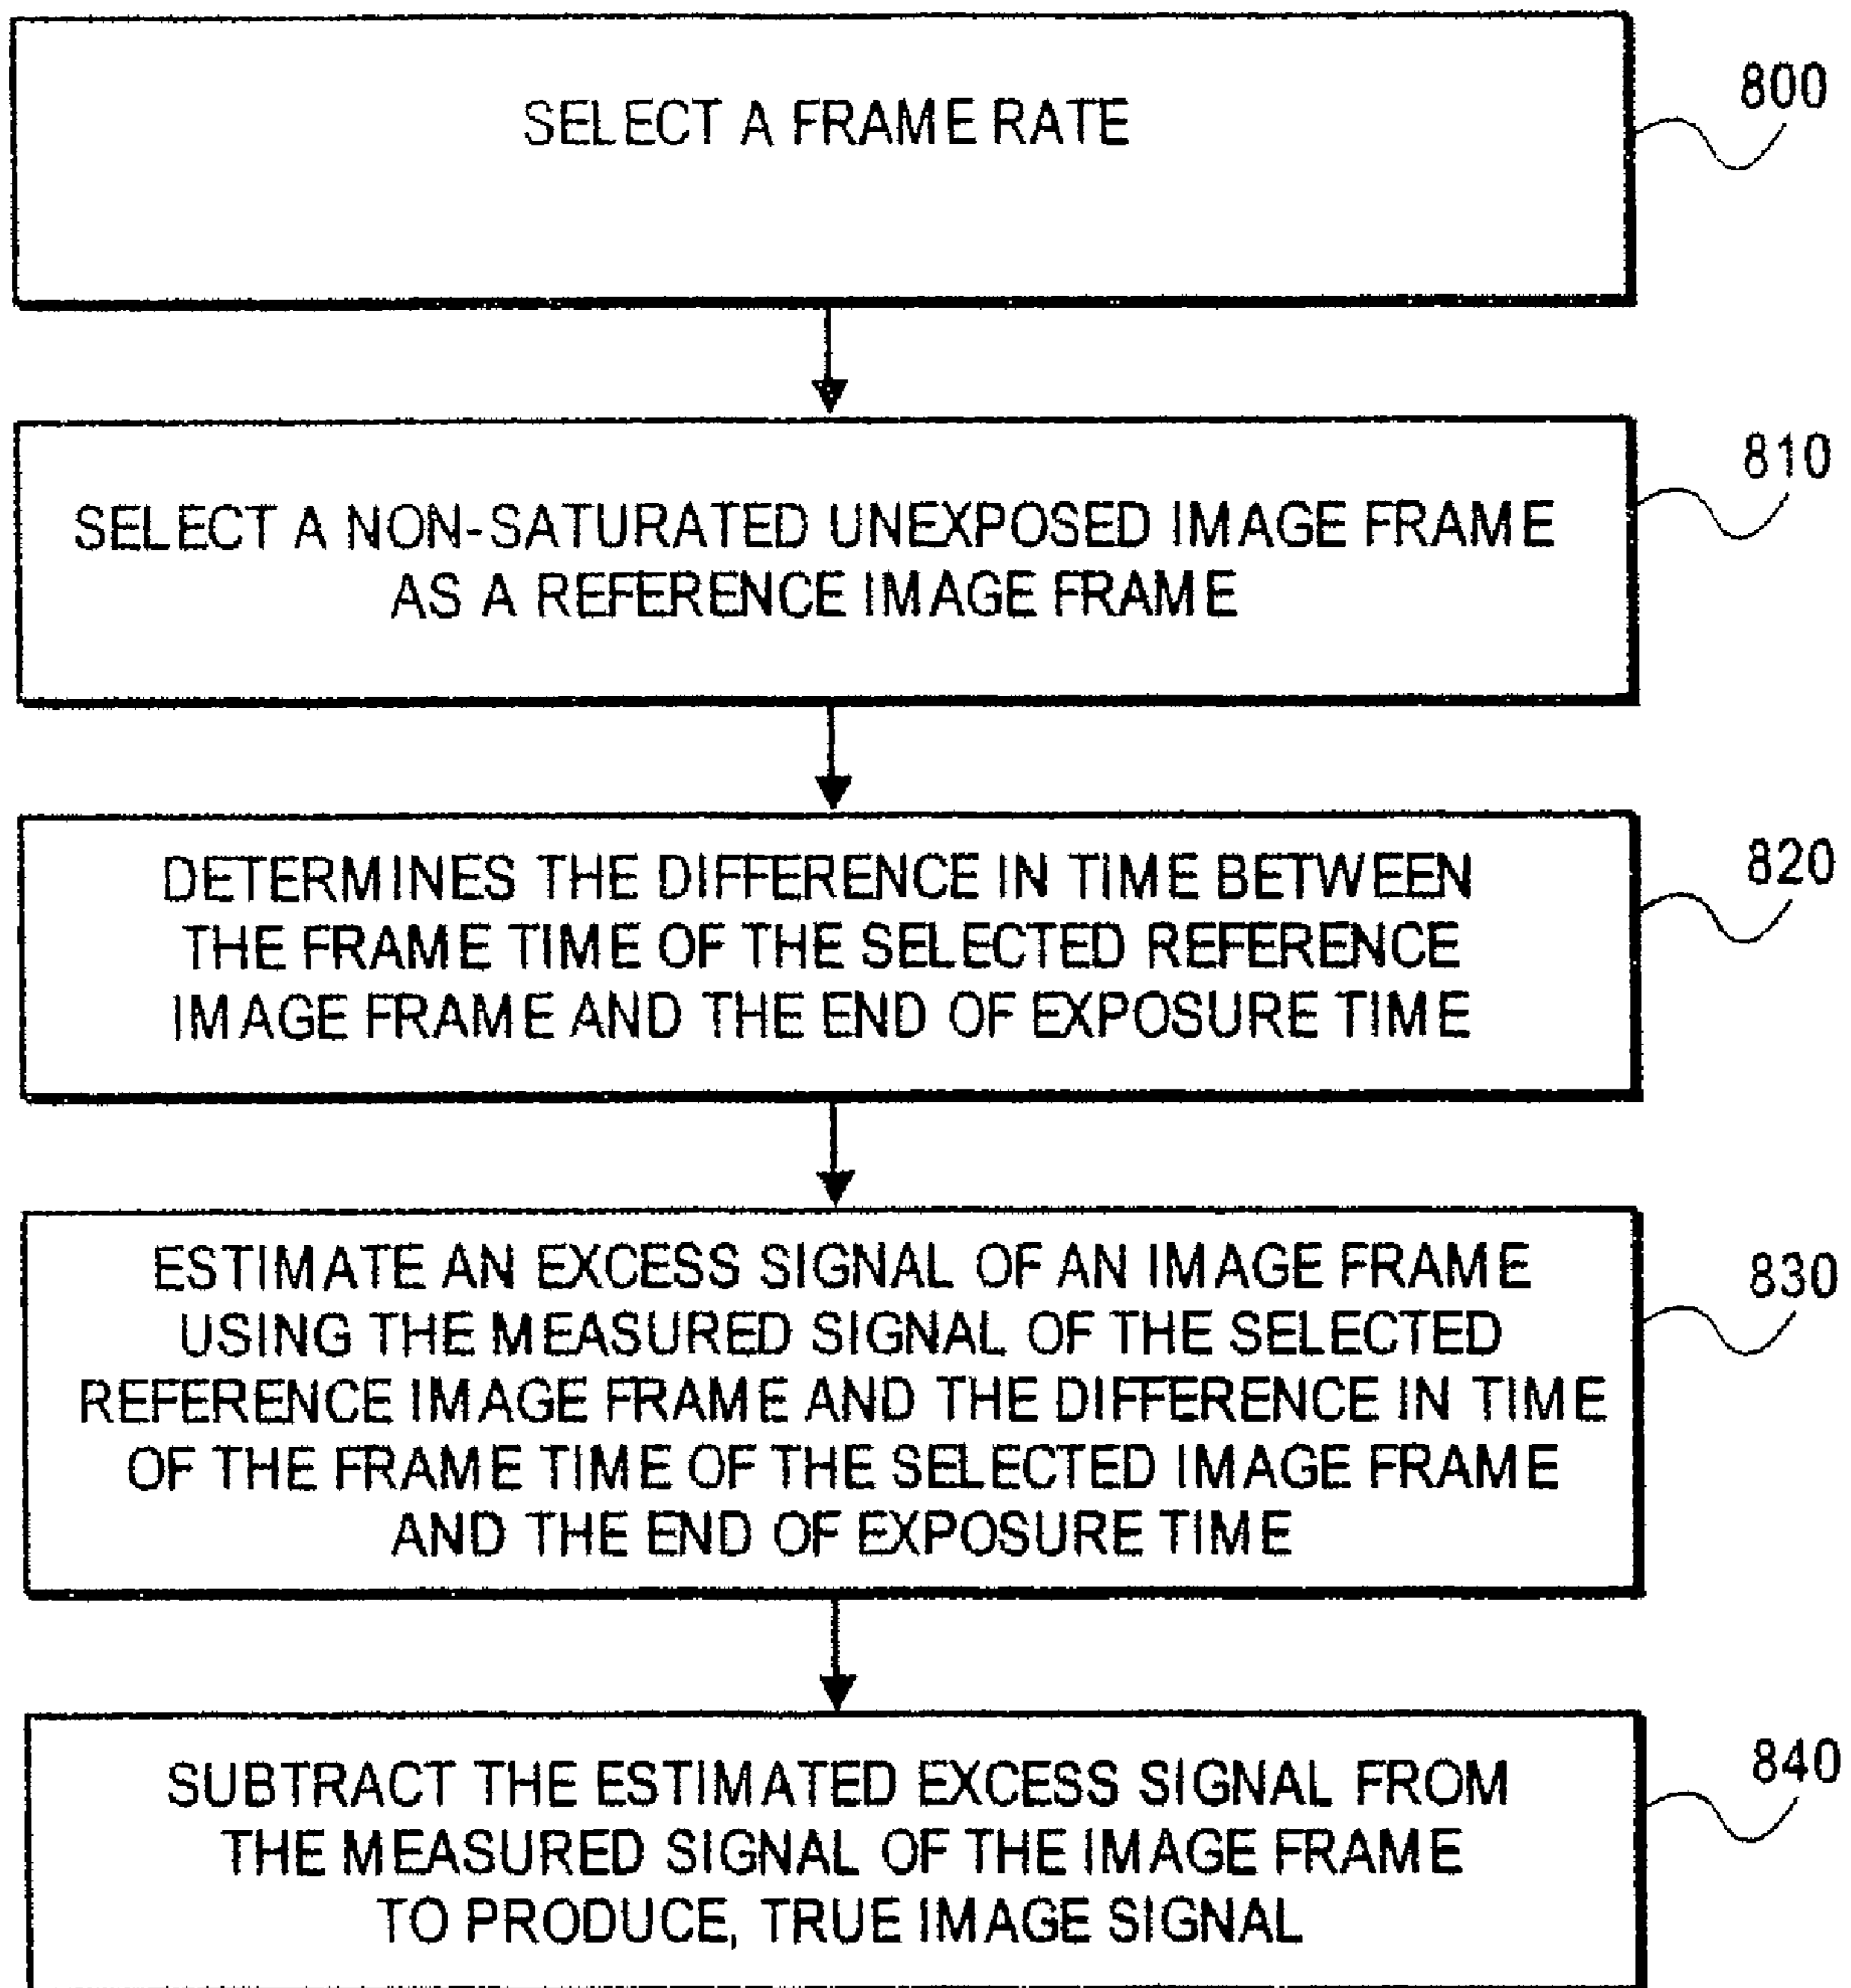 SELECT A FRAME RATE
800
SELECT A NON-SATURATED UNEXPOSED IMAGE FRAME
AS A REFERENCE IMAGE FRAME
810
DETERMINES THE DIFFERENCE IN TIME BETWEEN
THE FRAME TIME OF THE SELECTED REFERENCE
IMAGE FRAME AND THE END OF EXPOSURE TIME
820
ESTIMATE AN EXCESS SIGNAL OF AN IMAGE FRAME
USING THE MEASURED SIGNAL OF THE SELECTED
REFERENCE IMAGE FRAME AND THE DIFFERENCE IN TIME
OF THE FRAME TIME OF THE SELECTED IMAGE FRAME
AND THE END OF EXPOSURE TIME
830
SUBTRACT THE ESTIMATED EXCESS SIGNAL FROM
THE MEASURED SIGNAL OF THE IMAGE FRAME
TO PRODUCE, TRUE IMAGE SIGNAL
840